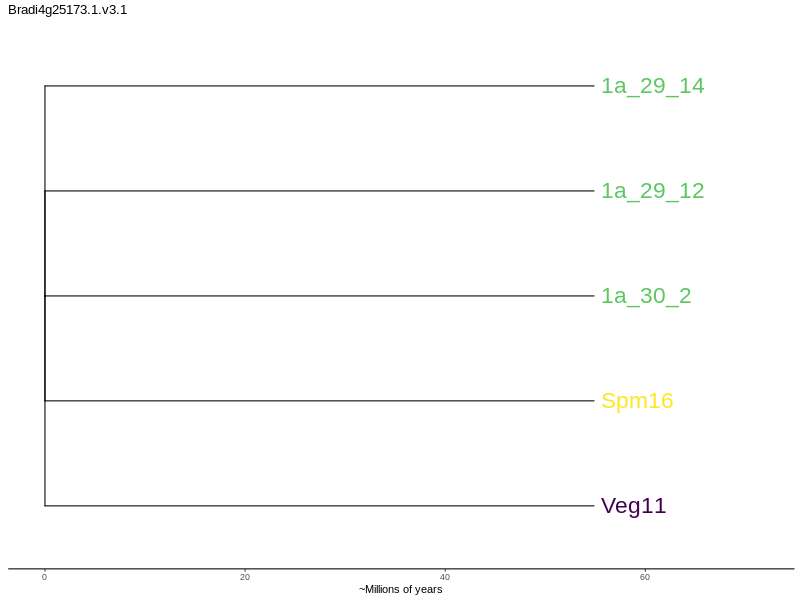 Bradi4g25173.1.v3.1
1a_29_14
1a_29_12
1a_30_2
Spm16
Veg11
0 20 40 60
~Millions of years